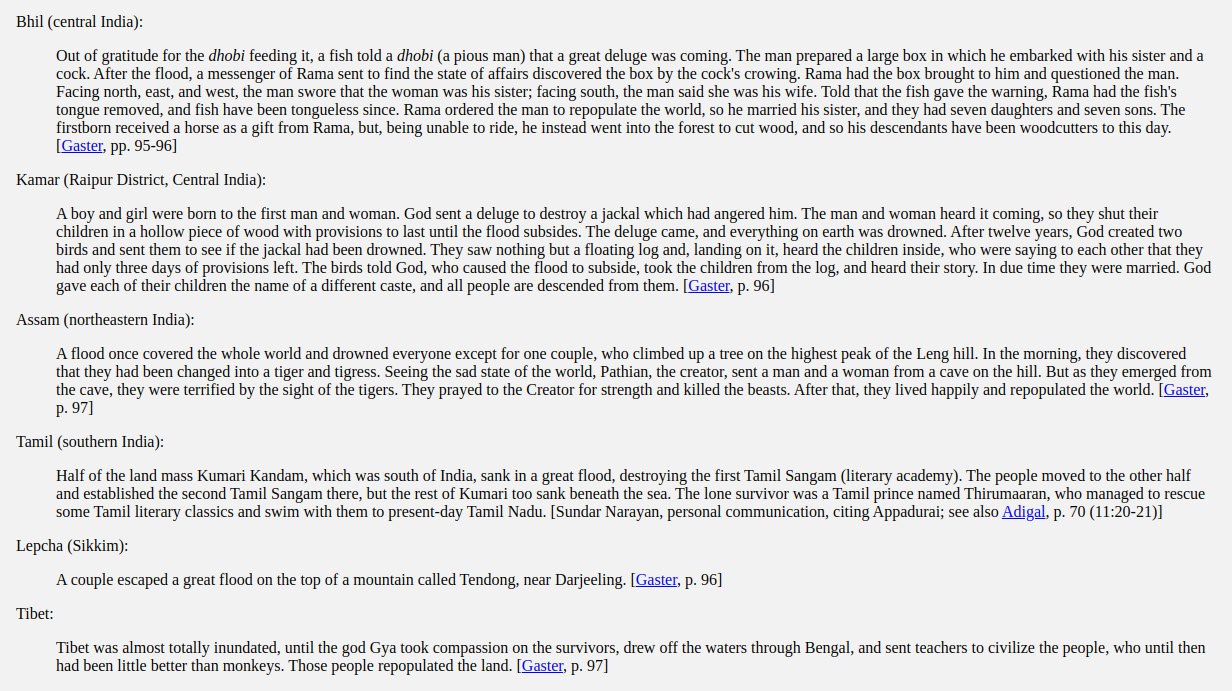 Bhil (central India):
Out of gratitude for the dhobi feeding it, a fish told a dhobi (a pious man) that a great deluge was coming. The man prepared a large box in which he embarked with his sister and a
cock. After the flood, a messenger of Rama sent to find the state of affairs discovered the box by the cock's crowing. Rama had the box brought to him and questioned the man.
Facing north, east, and west, the man swore that the woman was his sister; facing south, the man said she was his wife. Told that the fish gave the warning, Rama had the fish's
tongue removed, and fish have been tongueless since. Rama ordered the man to repopulate the world, so he married his sister, and they had seven daughters and seven sons. The
firstborn received a horse as a gift from Rama, but, being unable to ride, he instead went into the forest to cut wood, and so his descendants have been woodcutters to this day.
[Gaster, pp. 95-96]
Kamar (Raipur District, Central India):
A boy and girl were born to the first man and woman. God sent a deluge to destroy a jackal which had angered him. The man and woman heard it coming, so they shut their
children in a hollow piece of wood with provisions to last until the flood subsides. The deluge came, and everything on earth was drowned. After twelve years, God created two
birds and sent them to see if the jackal had been drowned. They saw nothing but a floating log and, landing on it, heard the children inside, who were saying to each other that they
had only three days of provisions left. The birds told God, who caused the flood to subside, took the children from the log, and heard their story. In due time they were married. God
gave each of their children the name of a different caste, and all people are descended from them. [Gaster, p. 96]
Assam (northeastern India):
A flood once covered the whole world and drowned everyone except for one couple, who climbed up a tree on the highest peak of the Leng hill. In the morning, they discovered
that they had been changed into a tiger and tigress. Seeing the sad state of the world, Pathian, the creator, sent a man and a woman from a cave on the hill. But as they emerged from
the cave, they were terrified by the sight of the tigers. They prayed to the Creator for strength and killed the beasts. After that, they lived happily and repopulated the world. [Gaster,
p. 97]
Tamil (southern India):
Half of the land mass Kumari Kandam, which was south of India, sank in a great flood, destroying the first Tamil Sangam (literary academy). The people moved to the other half
and established the second Tamil Sangam there, but the rest of Kumari too sank beneath the sea. The lone survivor was a Tamil prince named Thirumaaran, who managed to rescue
some Tamil literary classics and swim with them to present-day Tamil Nadu. [Sundar Narayan, personal communication, citing Appadurai; see also Adigal, p. 70 (11:20-21)]
Lepcha (Sikkim):
A couple escaped a great flood on the top of a mountain called Tendong, near Darjeeling. [Gaster, p. 96]
Tibet:
Tibet was almost totally inundated, until the god Gya took compassion on the survivors, drew off the waters through Bengal, and sent teachers to civilize the people, who until then
had been little better than monkeys. Those people repopulated the land. [Gaster, p. 97]